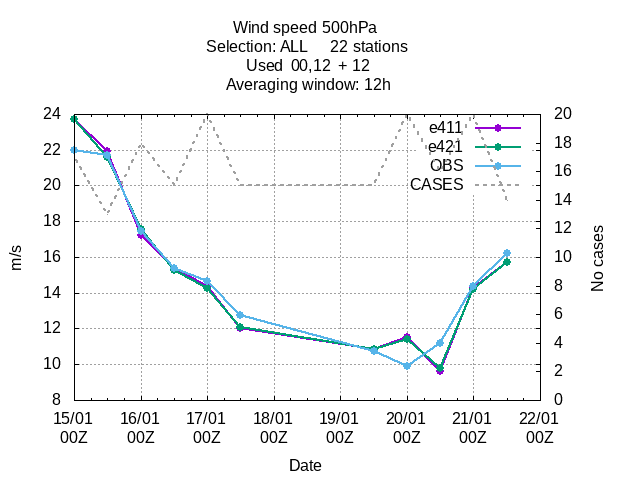 Wind speed 500hPa
Selection: ALL 22 stations
Used 00,12 + 12
Averaging window: 12h
24
22
20
18
16
14
12
10
8
m/s
20
18
16
14
12
10
8
6
4
2
0
No cases
e411
e421
OBS
CASES
15/01 16/01 17/01 18/01 19/01 20/01 21/01 22/01
00Z 00Z 00Z 00Z 00Z 00Z 00Z 00Z
Date